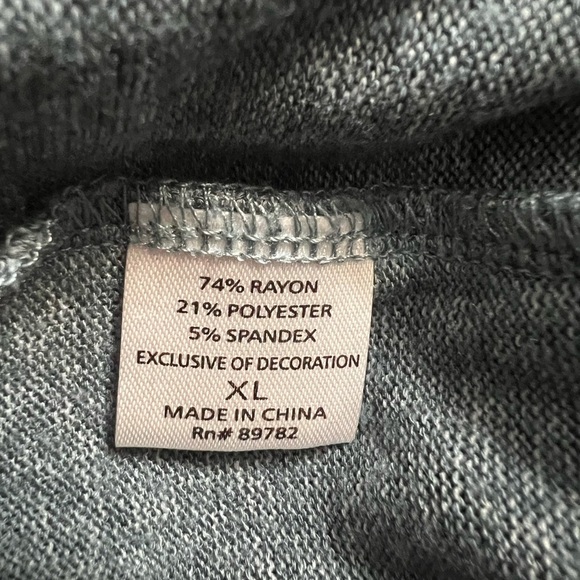 74% RAYON
21% POLYESTER
5% SPANDEX
EXCLUSIVE OF DECORATION
XL
MADE IN CHINA
Rn# 89782